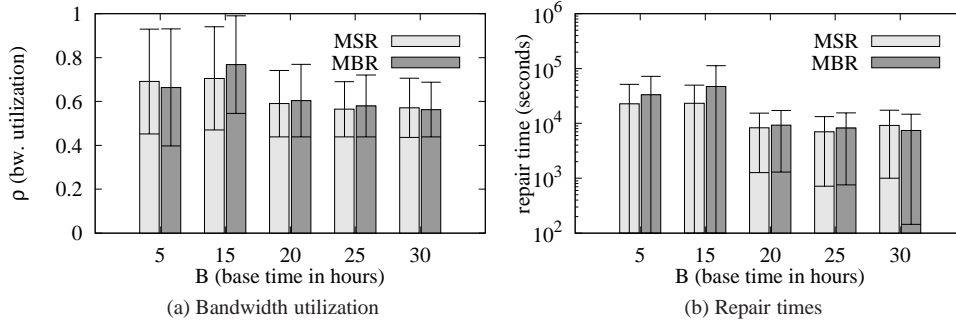 1
0.8
0.6
0.4
0.2
0
ρ (bw. utilization)
MSR
MBR
5 15 20 25 30
B (base time in hours)
(a) Bandwidth utilization
10^6
10^5
10^4
10^3
10^2
repair time (seconds)
MSR
MBR
5 15 20 25 30
B (base time in hours)
(b) Repair times